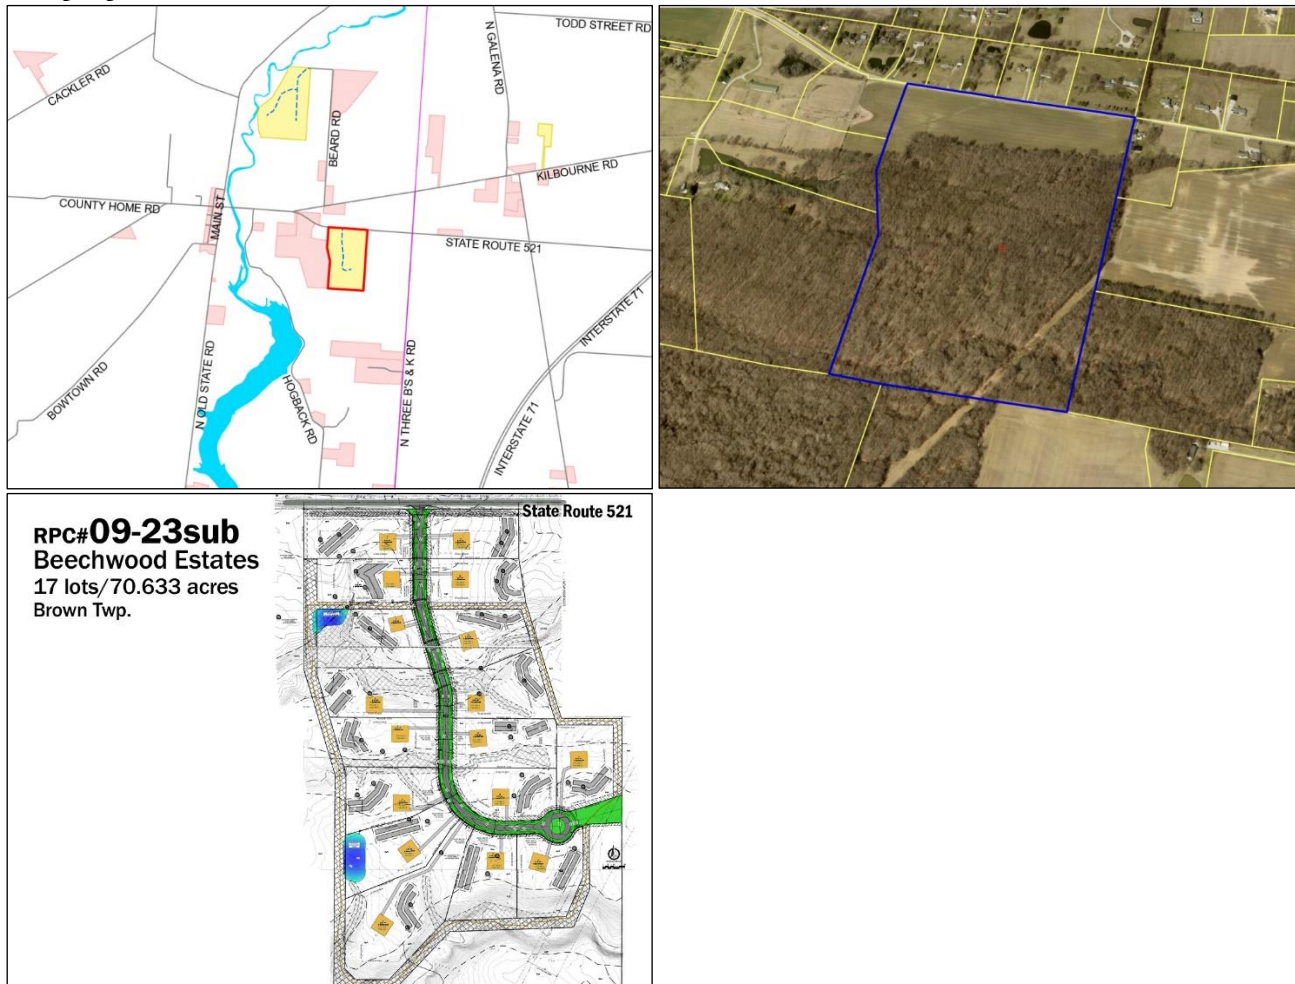 TODD STREET RD
N GALENA RD
CACKLER RD
BEARD RD
KILBOURNE RD
COUNTY HOME RD
MAIN ST
STATE ROUTE 521
INTERSTATE 71
BOWTOWN RD
N OLD STATE RD
HOGBACK RD
N THREE B'S & K RD
INTERSTATE 71
State Route 521
RPC#09-23sub
Beechwood Estates
17 lots/70.633 acres
Brown Twp.